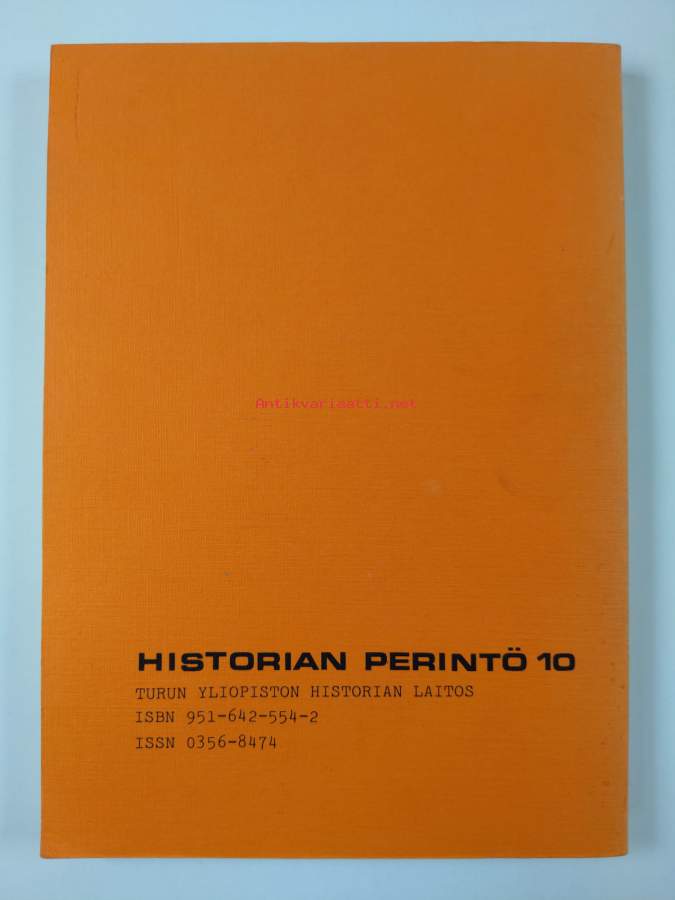 Antikvariaatti.net
HISTORIAN PERINTÖ 10
TURUN YLIOPISTON HISTORIAN LAITOS
ISBN 951-642-554-2
ISSN 0356-8474